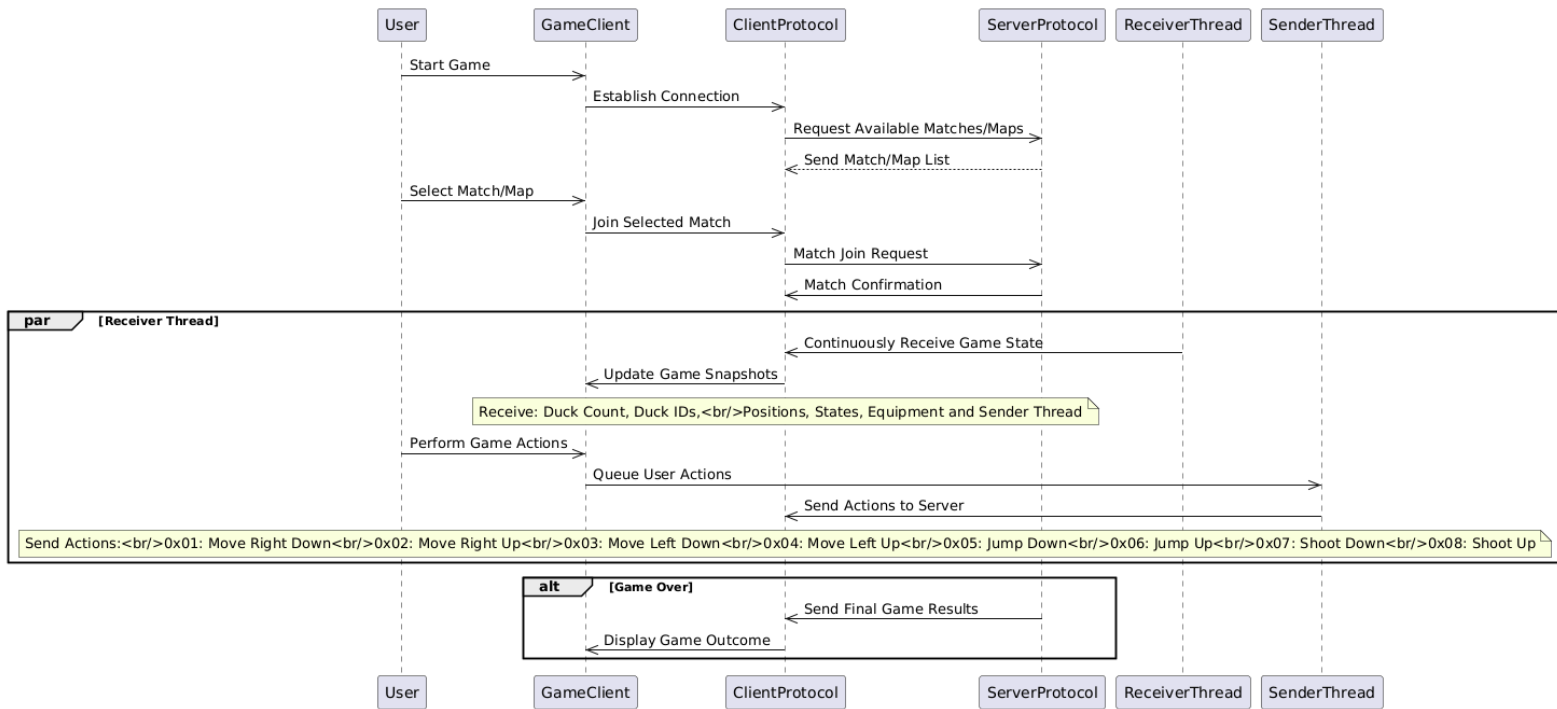 User GameClient ClientProtocol ServerProtocol ReceiverThread SenderThread
Start Game
Establish Connection
Request Available Matches/Maps
Send Match/Map List
Select Match/Map
Join Selected Match
Match Join Request
Match Confirmation
par [Receiver Thread]
Continuously Receive Game State
Update Game Snapshots
Receive: Duck Count, Duck IDs,<br/>Positions, States, Equipment and Sender Thread
Perform Game Actions
Queue User Actions
Send Actions to Server
Send Actions:<br/>0x01: Move Right Down<br/>0x02: Move Right Up<br/>0x03: Move Left Down<br/>0x04: Move Left Up<br/>0x05: Jump Down<br/>0x06: Jump Up<br/>0x07: Shoot Down<br/>0x08: Shoot Up
alt [Game Over]
Send Final Game Results
Display Game Outcome
User GameClient ClientProtocol ServerProtocol ReceiverThread SenderThread